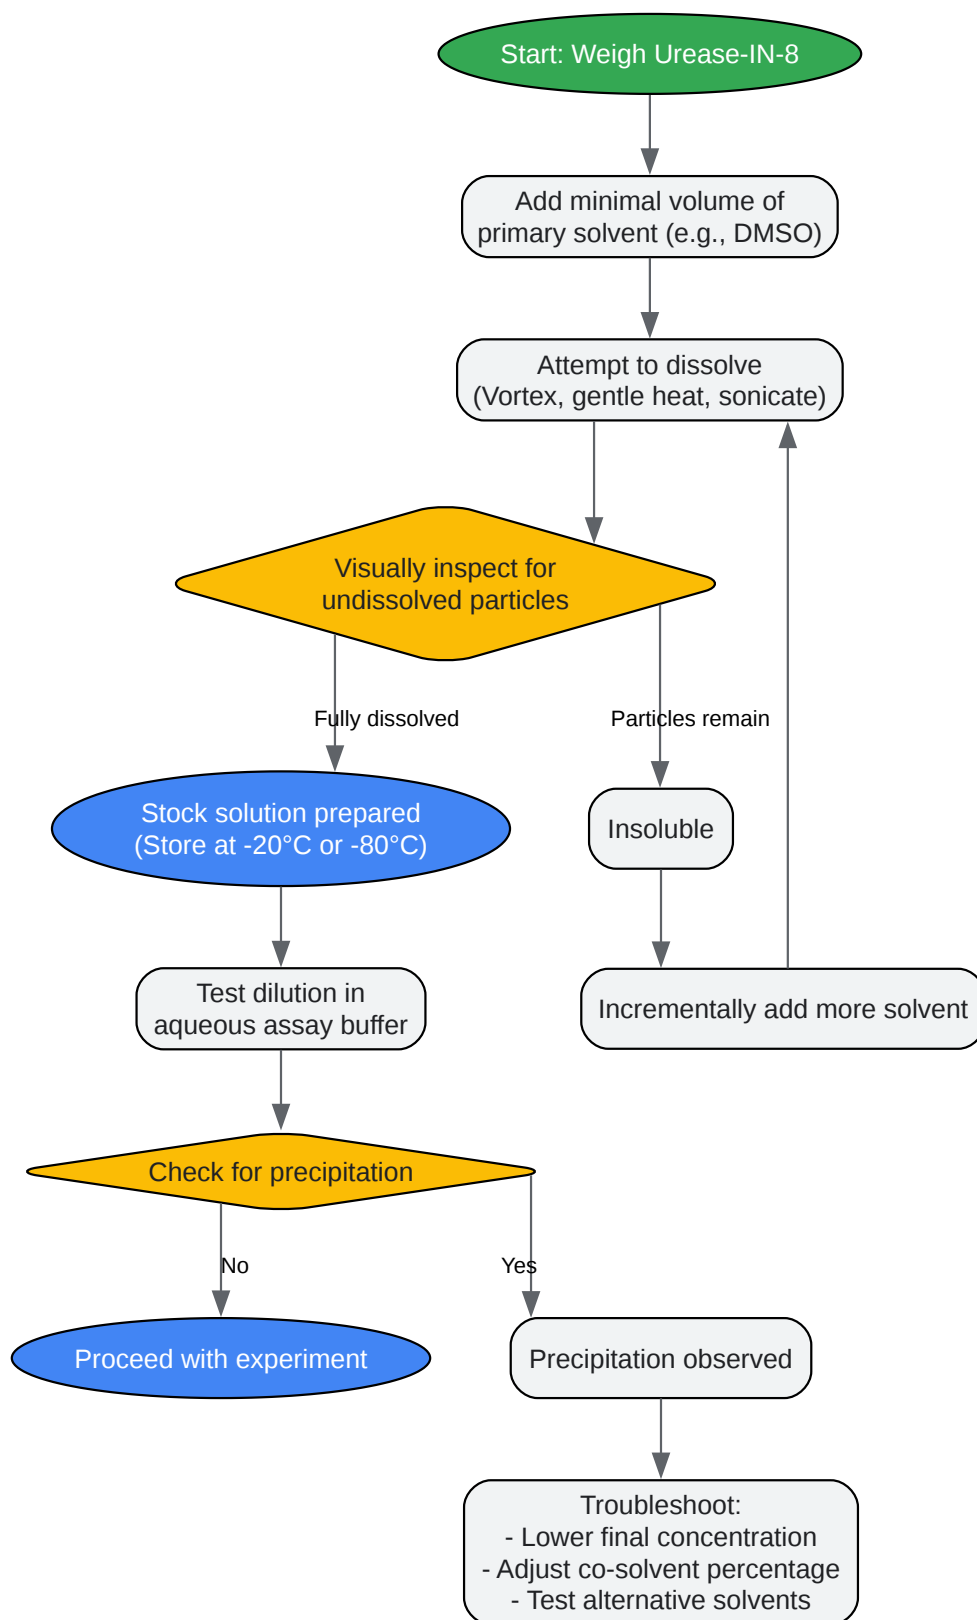 Start: Weigh Urease-IN-8
Add minimal volume of
primary solvent (e.g., DMSO)
Attempt to dissolve
(Vortex, gentle heat, sonicate)
Visually inspect for
undissolved particles
Fully dissolved
Particles remain
Stock solution prepared
(Store at -20°C or -80°C)
Insoluble
Test dilution in
aqueous assay buffer
Incrementally add more solvent
Check for precipitation
No
Yes
Proceed with experiment
Precipitation observed
Troubleshoot:
- Lower final concentration
- Adjust co-solvent percentage
- Test alternative solvents